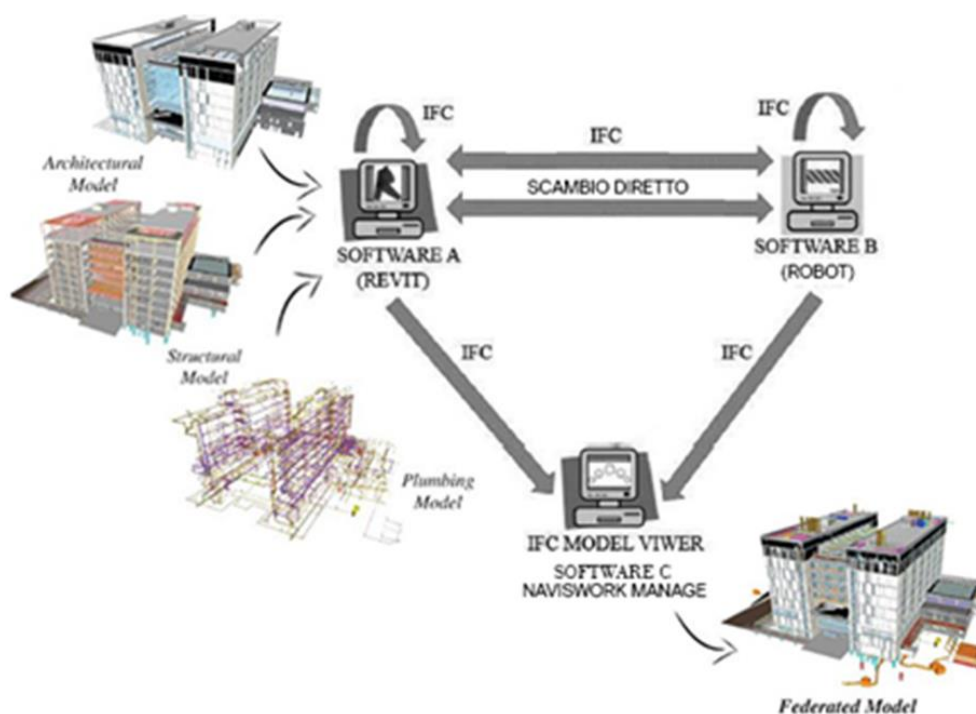 IFC
IFC
IFC
Architectural
Model
SCAMBIO DIRETTO
SOFTWARE A
(REVIT)
SOFTWARE B
(ROBOT)
Structural
Model
IFC
IFC
Plumbing
Model
IFC MODEL VIWER
SOFTWARE C
NAVISWORK MANAGE
Federated Model